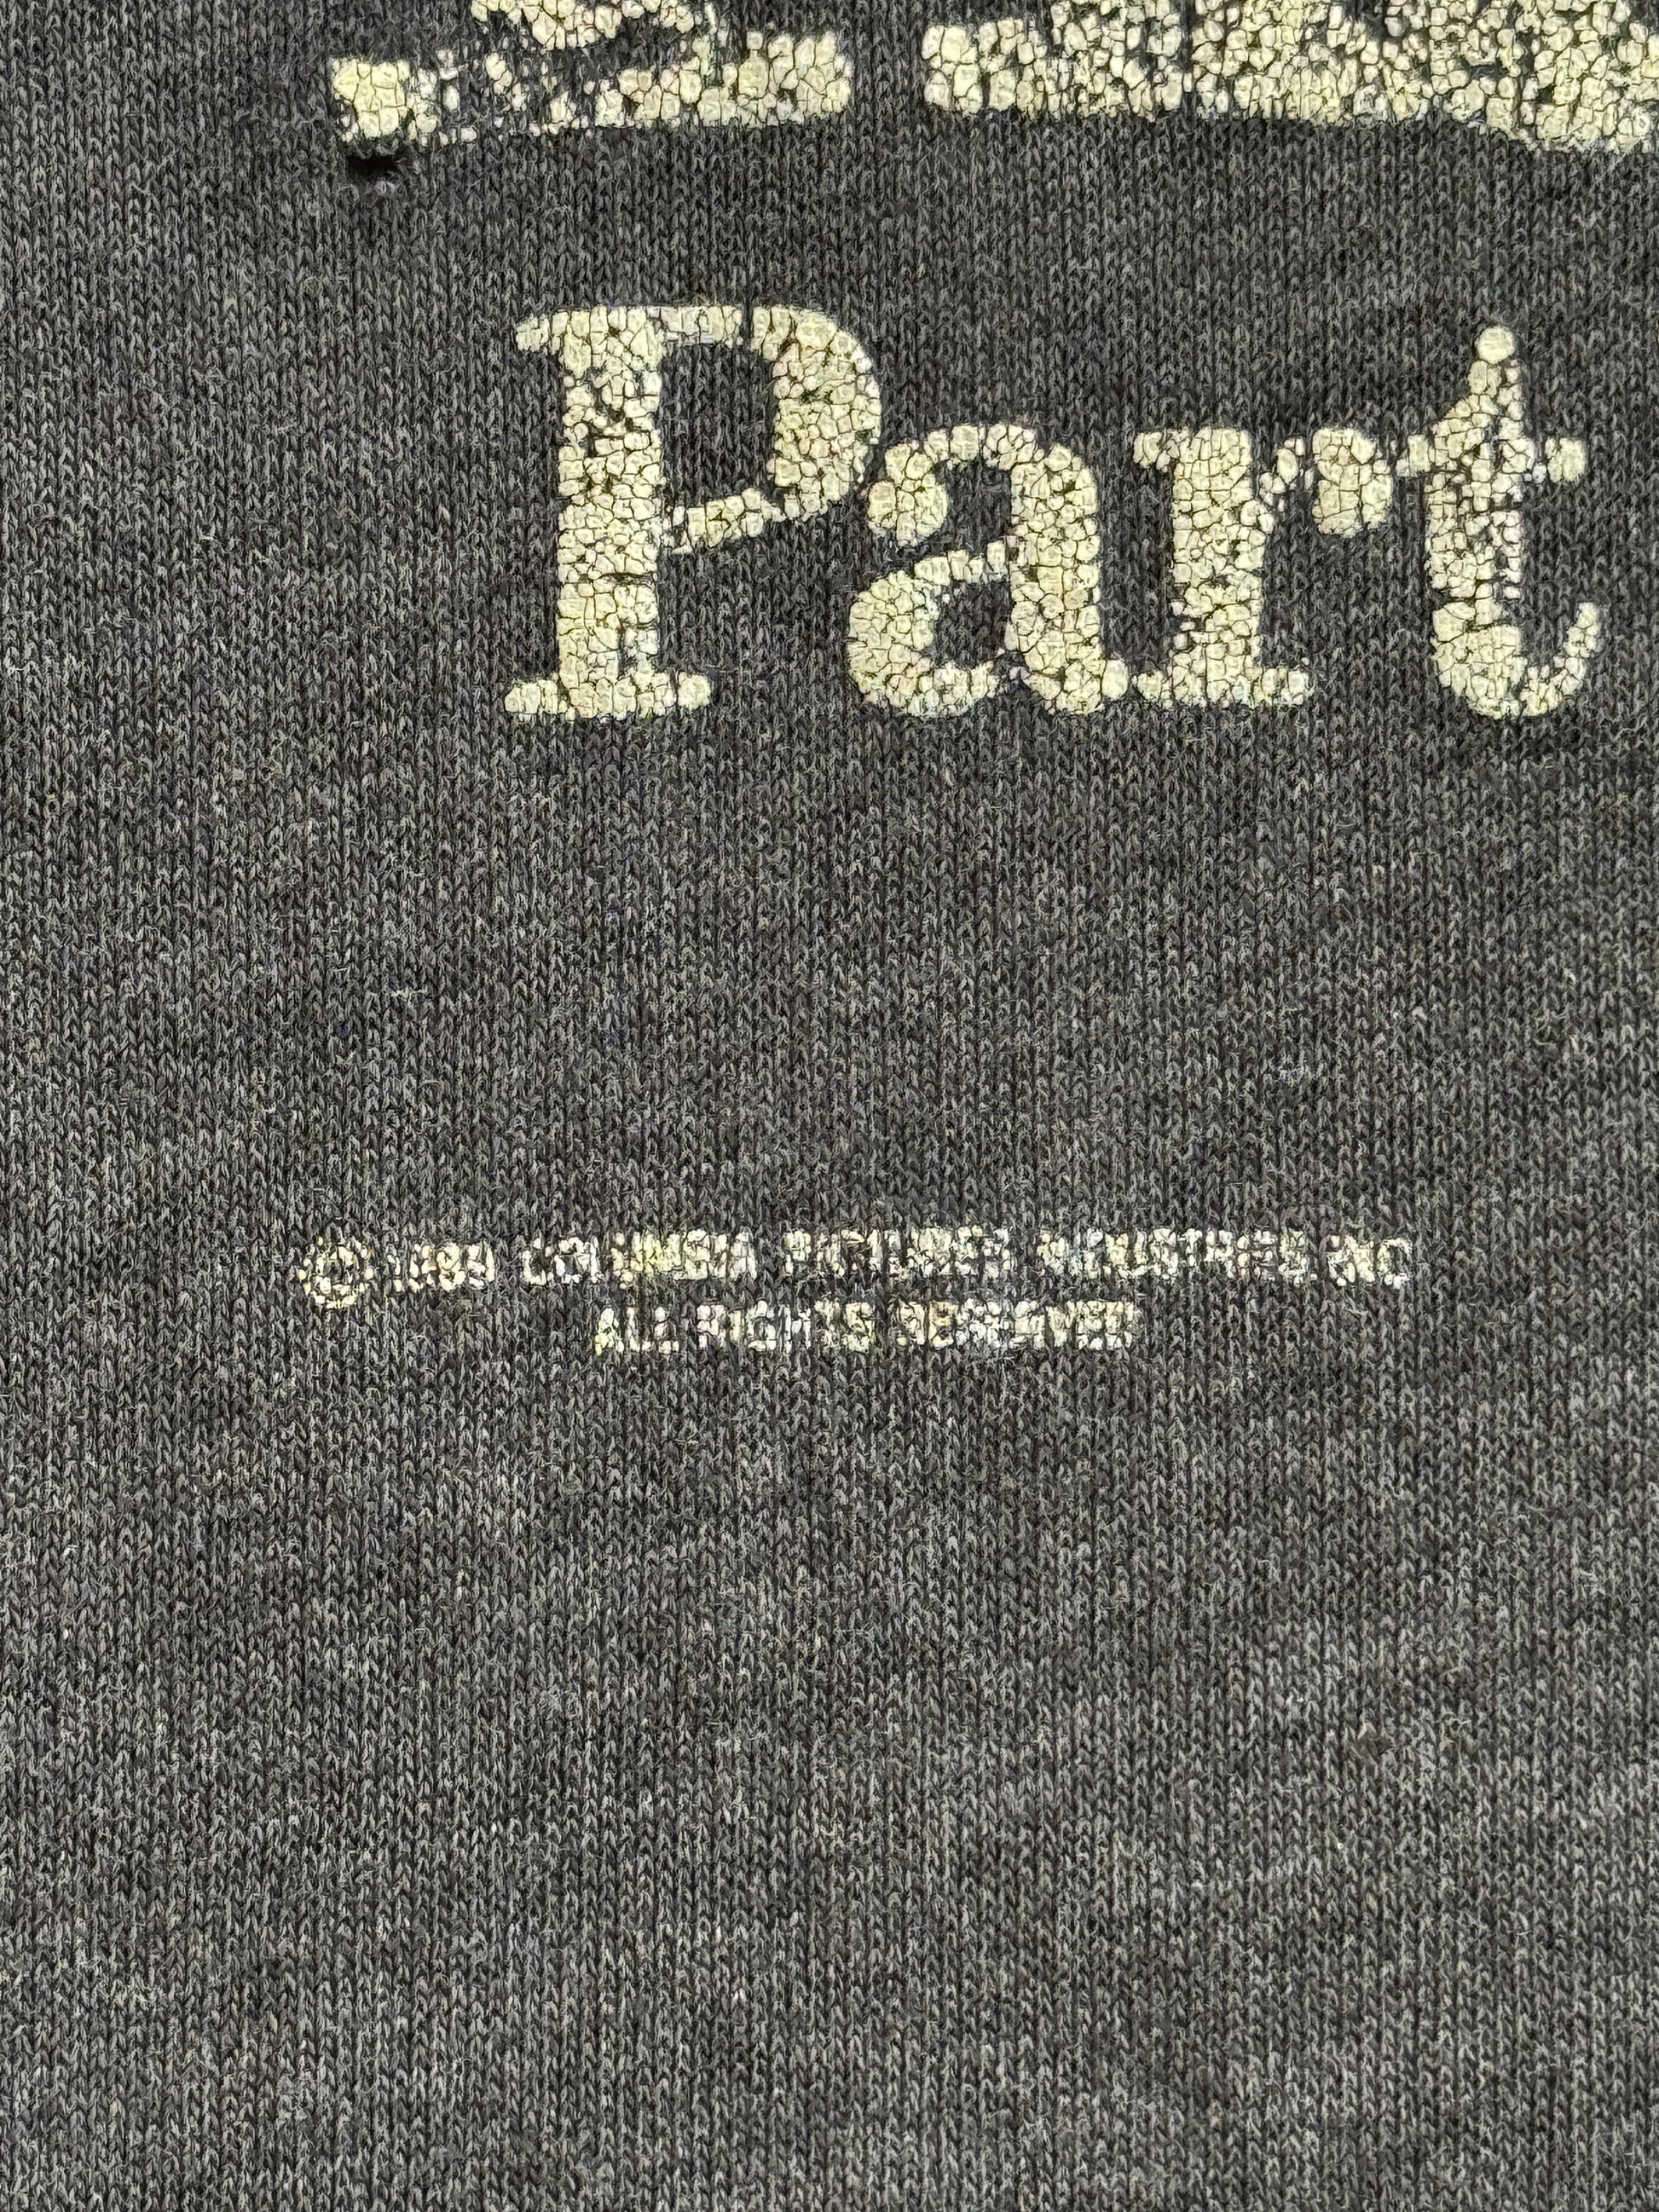 Part
© 1989 COLUMBIA PICTURES INDUSTRIES, INC
ALL RIGHTS RESERVED